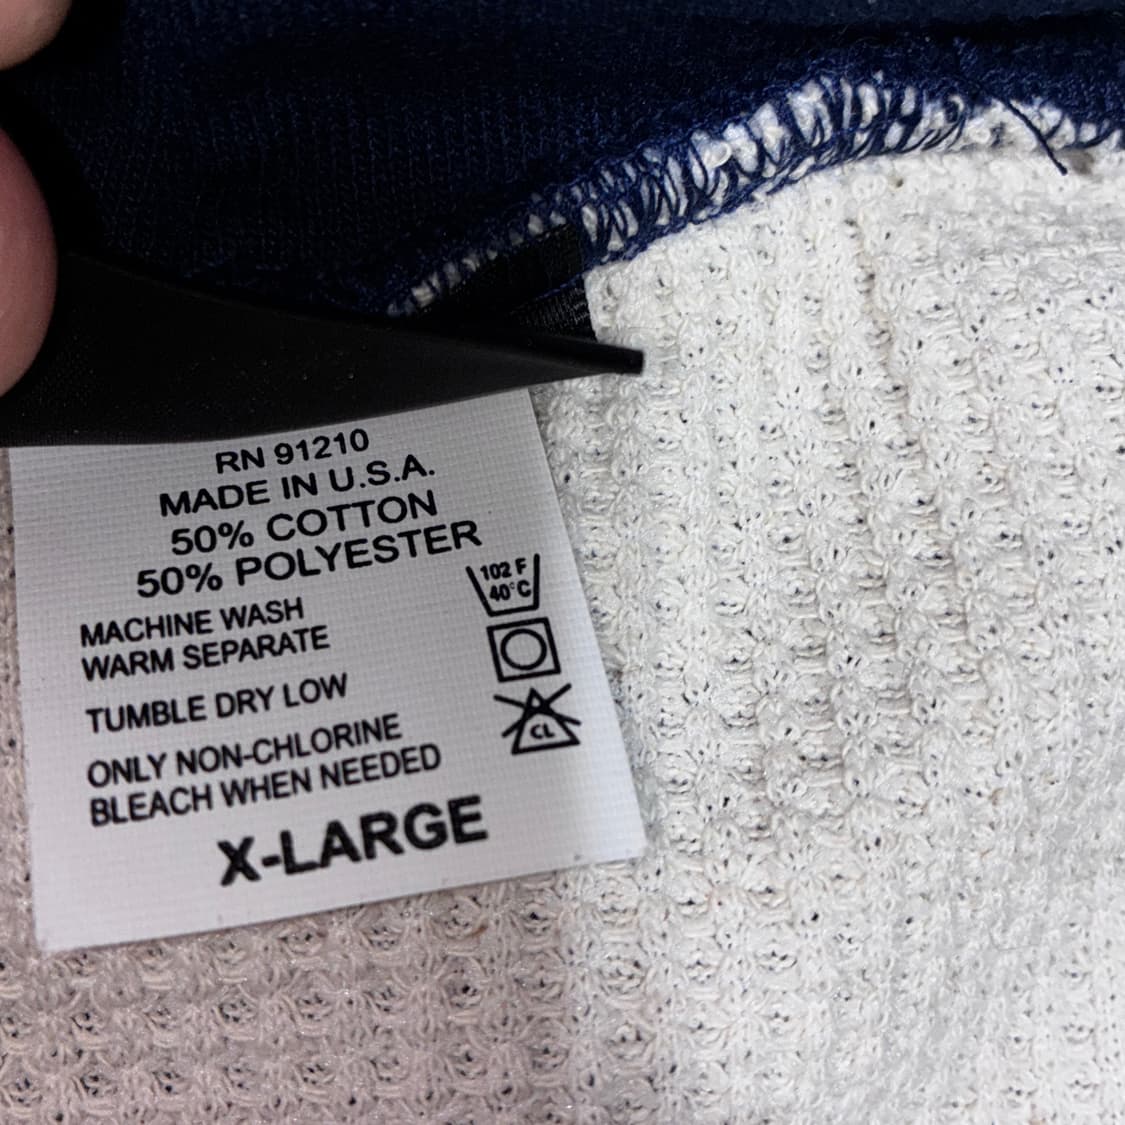 RN 91210
MADE IN U.S.A.
50% COTTON
50% POLYESTER
102 F
40°C
MACHINE WASH
WARM SEPARATE
TUMBLE DRY LOW
CL
ONLY NON-CHLORINE
BLEACH WHEN NEEDED
X-LARGE